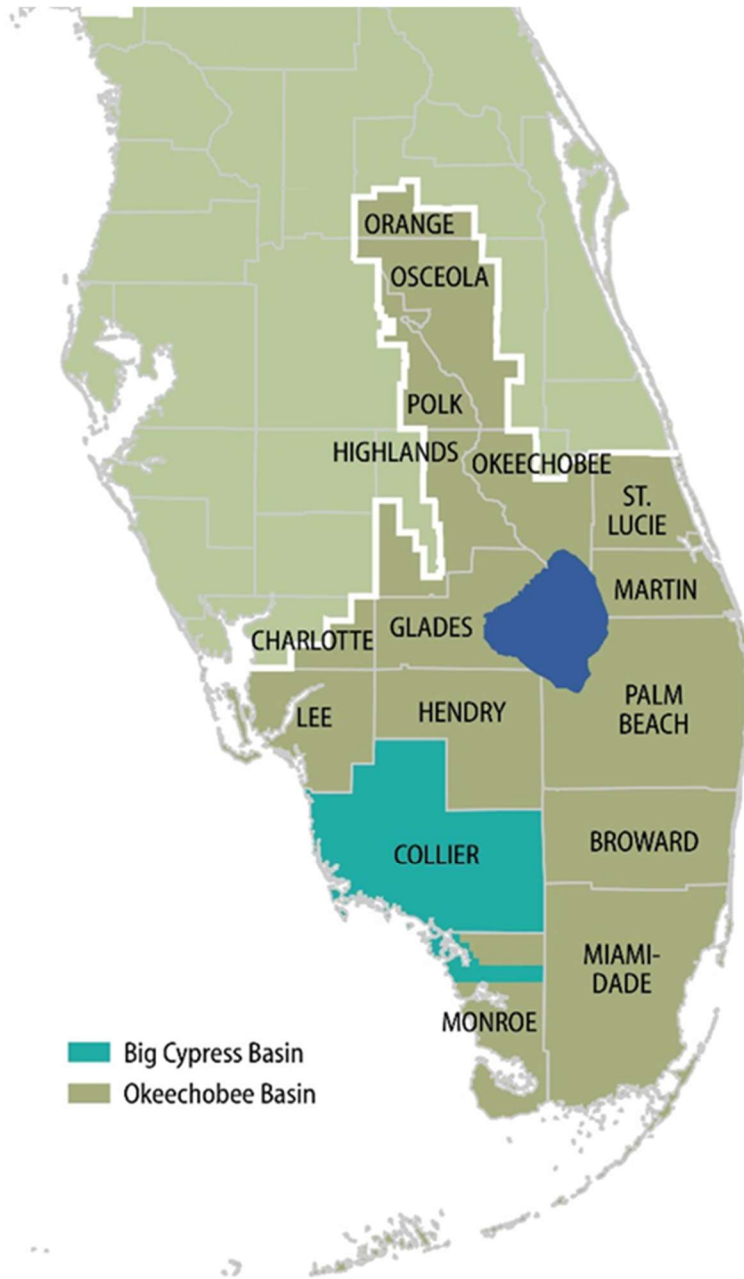 ORANGE
OSCEOLA
POLK
HIGHLANDS
OKEECHOBEE
ST.
LUCIE
MARTIN
CHARLOTTE
GLADES
LEE
HENDRY
PALM
BEACH
COLLIER
BROWARD
MIAMI-
DADE
MONROE
Big Cypress Basin
Okeechobee Basin